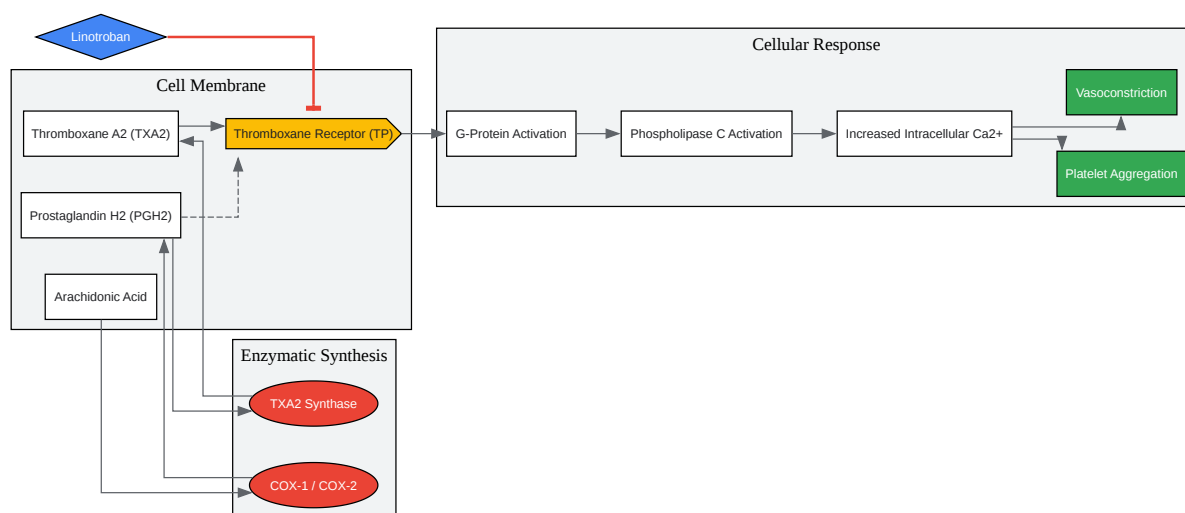 Linotroban
Cellular Response
Cell Membrane
Vasoconstriction
Thromboxane A2 (TXA2)
Thromboxane Receptor (TP)
G-Protein Activation
Phospholipase C Activation
Increased Intracellular Ca2+
Platelet Aggregation
Prostaglandin H2 (PGH2)
Arachidonic Acid
Enzymatic Synthesis
TXA2 Synthase
COX-1 / COX-2